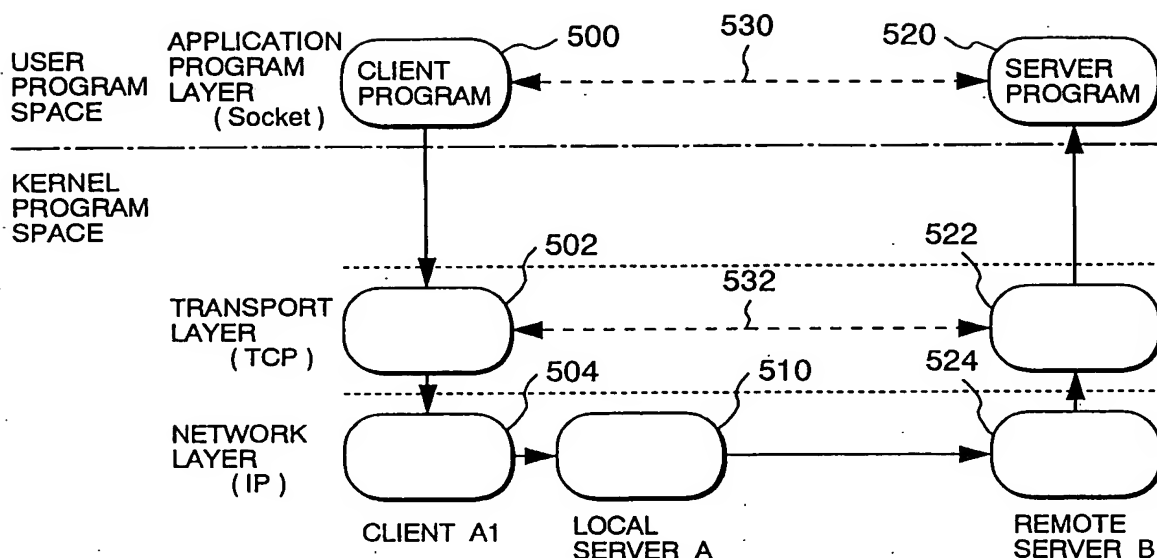 USER
PROGRAM
SPACE
APPLICATION
PROGRAM
LAYER
( Socket )
CLIENT
PROGRAM
500
530
520
SERVER
PROGRAM
KERNEL
PROGRAM
SPACE
TRANSPORT
LAYER
( TCP )
502
532
522
NETWORK
LAYER
( IP )
504
510
524
CLIENT A1
LOCAL
SERVER A
REMOTE
SERVER B